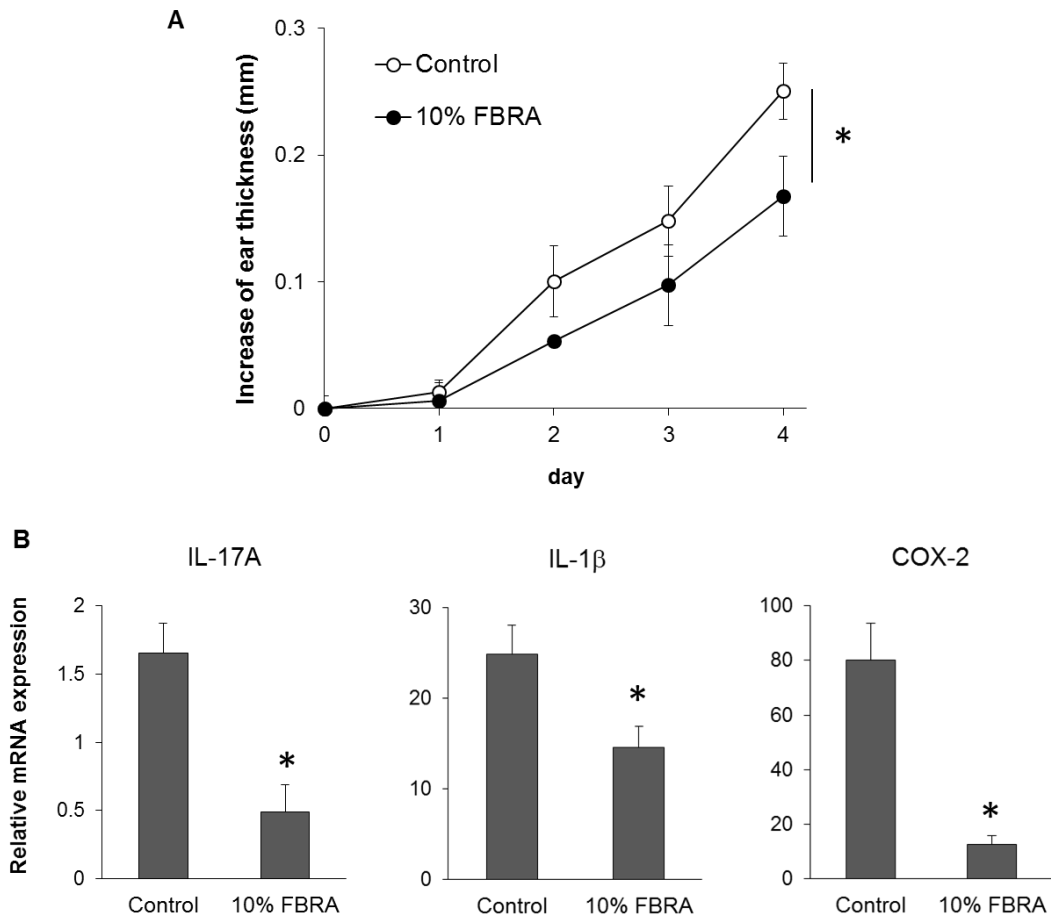 A
Increase of ear thickness (mm)
0.3
0.2
0.1
0
Control
10% FBRA
*
0 1 2 3 4
day
B
Relative mRNA expression
IL-17A
2
1.5
1
0.5
0
*
Control 10% FBRA
IL-1β
30
20
10
0
*
Control 10% FBRA
COX-2
100
80
60
40
20
0
*
Control 10% FBRA